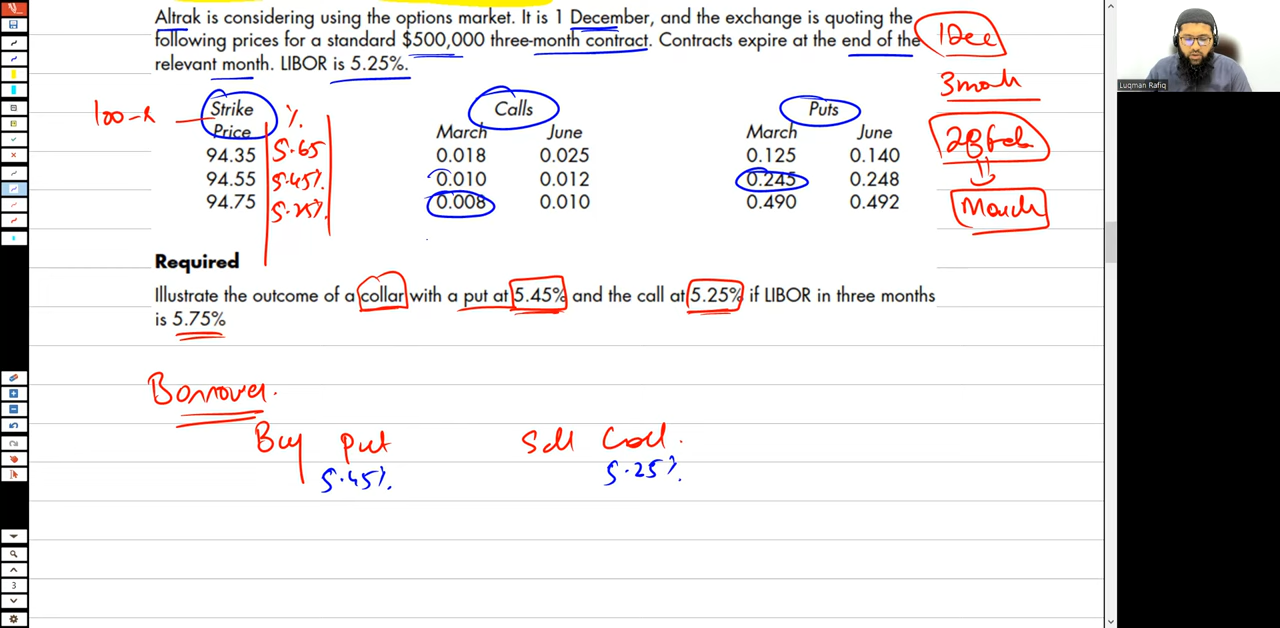 Altrak is considering using the options market. It is 1 December, and the exchange is quoting the
following prices for a standard $500,000 three-month contract. Contracts expire at the end of the
relevant month. LIBOR is 5.25%.
1 Dec
3 month
28 Feb
March
100-R
Strike Price
%
Calls
Puts
March June March June
94.35 5.65 0.018 0.025 0.125 0.140
94.55 5.45% 0.010 0.012 0.245 0.248
94.75 5.25% 0.008 0.010 0.490 0.492
Required
Illustrate the outcome of a collar with a put at 5.45% and the call at 5.25% if LIBOR in three months
is 5.75%
Borrower.
Buy Put Sell Call.
5.45% 5.25%
Luqman Rafiq
3